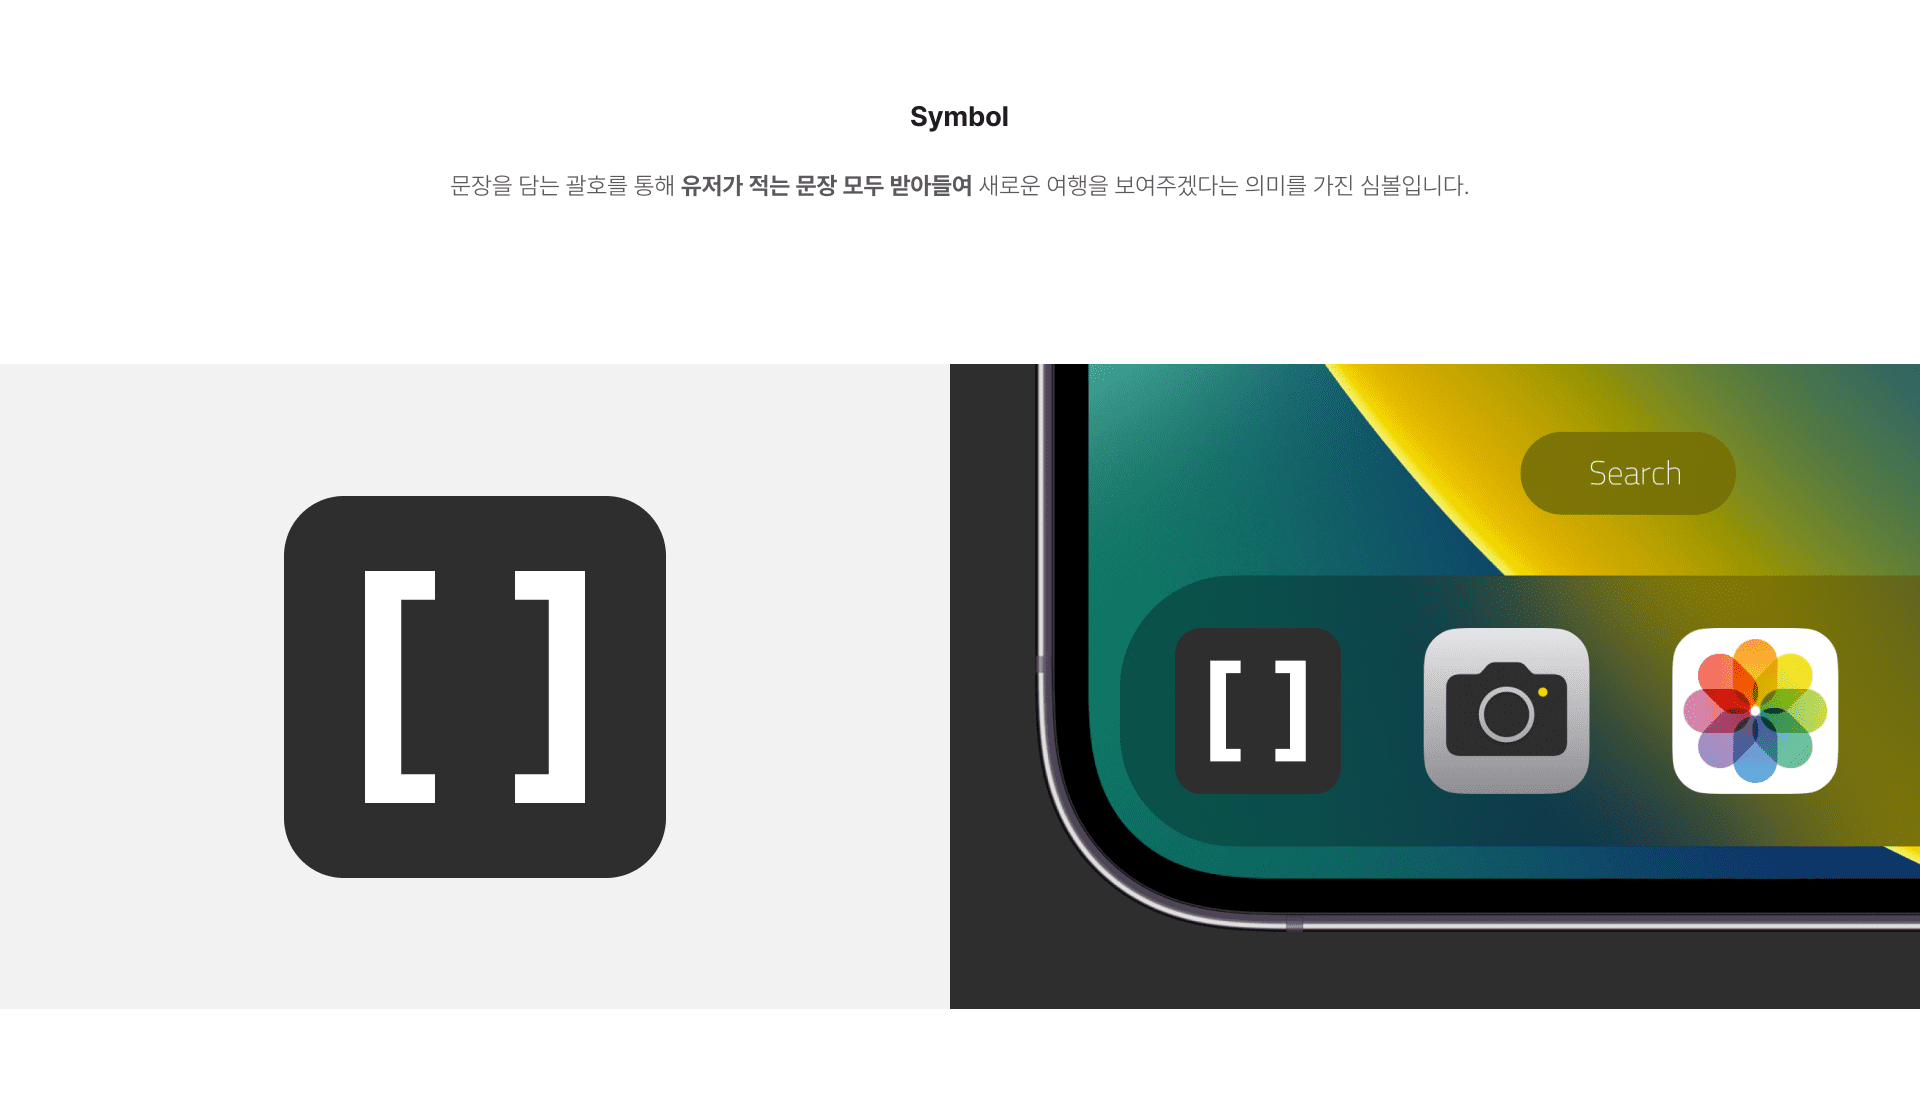 Symbol
문장을 담는 괄호를 통해 유저가 적는 문장 모두 받아들여 새로운 여행을 보여주겠다는 의미를 가진 심볼입니다.
[ ]
Search
[ ]